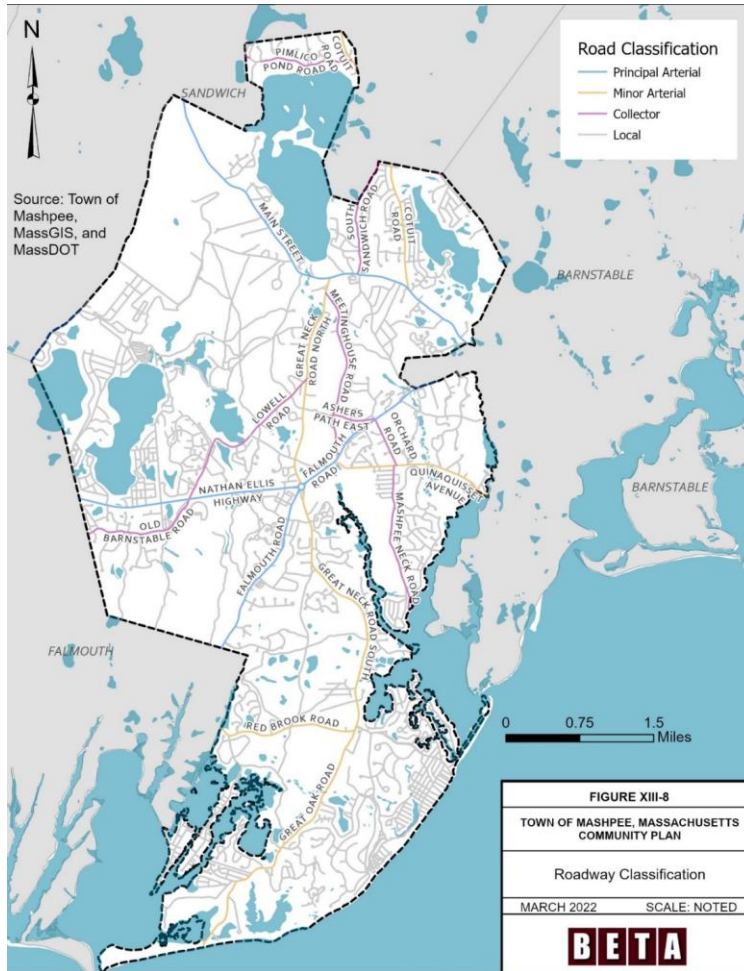 N
Road Classification
Principal Arterial
Minor Arterial
Collector
Local
Source: Town of
Mashpee,
MassGIS, and
MassDOT
SANDWICH
PIMLICO
POND ROAD
COTUIT
ROAD
MAIN STREET
SOUTH
SANDWICH ROAD
COTUIT
ROAD
BARNSTABLE
GREAT NECK
ROAD NORTH
MEETINGHOUSE ROAD
LOWELL
ROAD
ASHERS
PATH EAST
ORCHARD
ROAD
FALMOUTH
ROAD
QUINAQUISSET
AVENUE
NATHAN ELLIS
HIGHWAY
OLD
BARNSTABLE ROAD
MASHPEE NECK ROAD
BARNSTABLE
FALMOUTH ROAD
GREAT NECK ROAD SOUTH
FALMOUTH
RED BROOK ROAD
GREAT OAK ROAD
0 0.75 1.5
Miles
FIGURE XIII-8
TOWN OF MASHPEE, MASSACHUSETTS
COMMUNITY PLAN
Roadway Classification
MARCH 2022 SCALE: NOTED
BETA